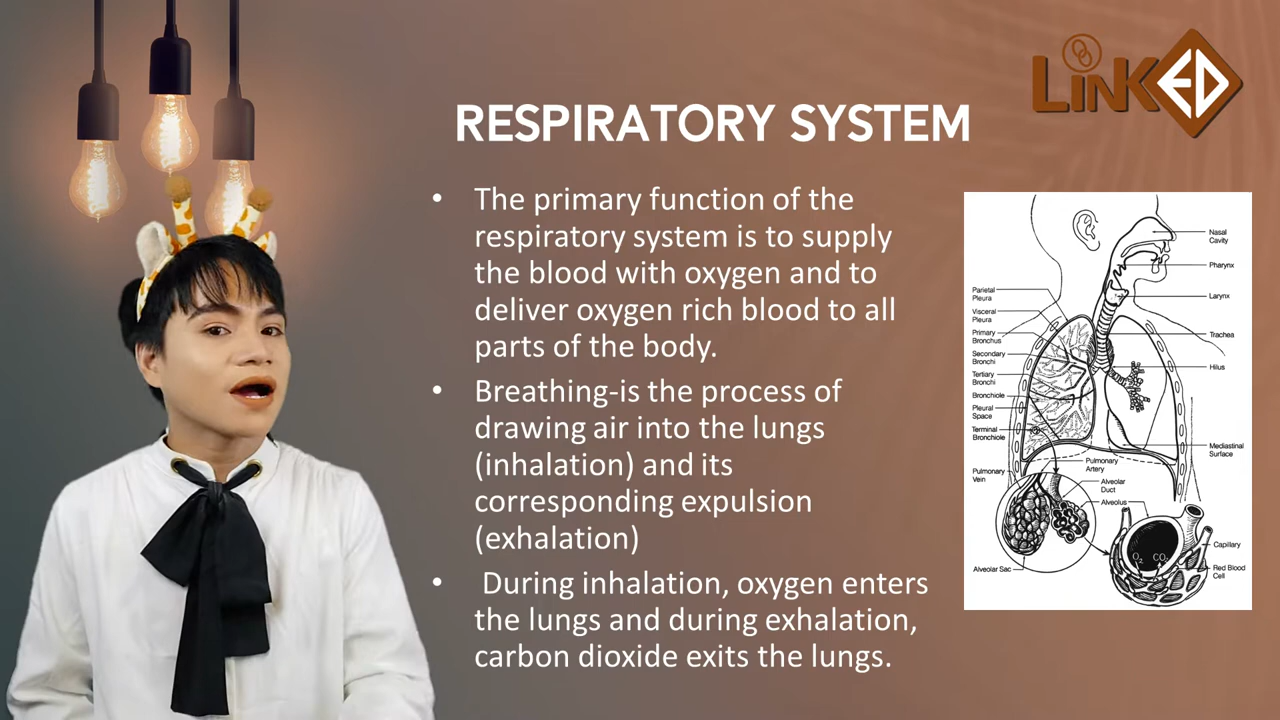 LiNKED
RESPIRATORY SYSTEM
• The primary function of the
respiratory system is to supply
the blood with oxygen and to
deliver oxygen rich blood to all
parts of the body.
• Breathing-is the process of
drawing air into the lungs
(inhalation) and its
corresponding expulsion
(exhalation)
• During inhalation, oxygen enters
the lungs and during exhalation,
carbon dioxide exits the lungs.
Nasal
Cavity
Pharynx
Larynx
Trachea
Hilus
Mediastinal
Surface
Parietal
Pleura
Visceral
Pleura
Primary
Bronchus
Secondary
Bronchi
Tertiary
Bronchi
Bronchiole
Pleural
Space
Terminal
Bronchiole
Pulmonary
Vein
Pulmonary
Artery
Alveolar
Duct
Alveolus
Alveolar Sac
O₂ CO₂
Capillary
Red Blood
Cell